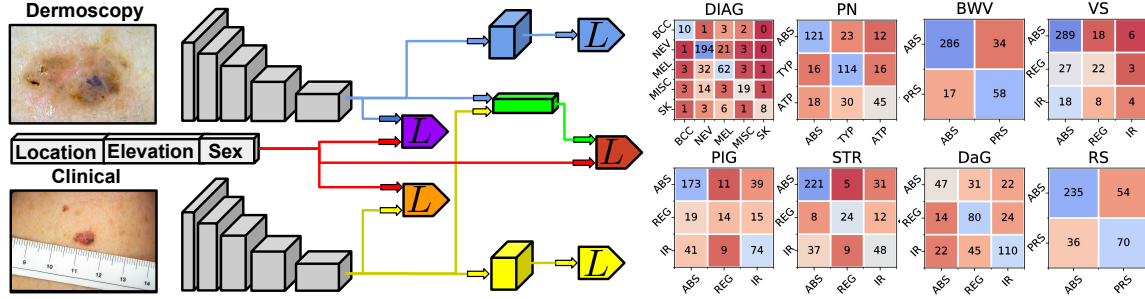 Dermoscopy
Location Elevation Sex
Clinical
9 10 11 12 13 14
L
L
L
L
L
DIAG
BCC 10 1 3 2 0
NEV 1 194 21 3 0
MEL 3 32 62 3 1
MISC 3 14 3 19 1
SK 1 3 6 1 8
BCC NEV MEL MISC SK
PN
ABS 121 23 12
TYP 16 114 16
ATP 18 30 45
ABS TYP ATP
BWV
ABS 286 34
PRS 17 58
ABS PRS
VS
ABS 289 18 6
REG 27 22 3
IR 18 8 4
ABS REG IR
PIG
ABS 173 11 39
REG 19 14 15
IR 41 9 74
ABS REG IR
STR
ABS 221 5 31
REG 8 24 12
IR 37 9 48
ABS REG IR
DaG
ABS 47 31 22
REG 14 80 24
IR 22 45 110
ABS REG IR
RS
ABS 235 54
PRS 36 70
ABS PRS